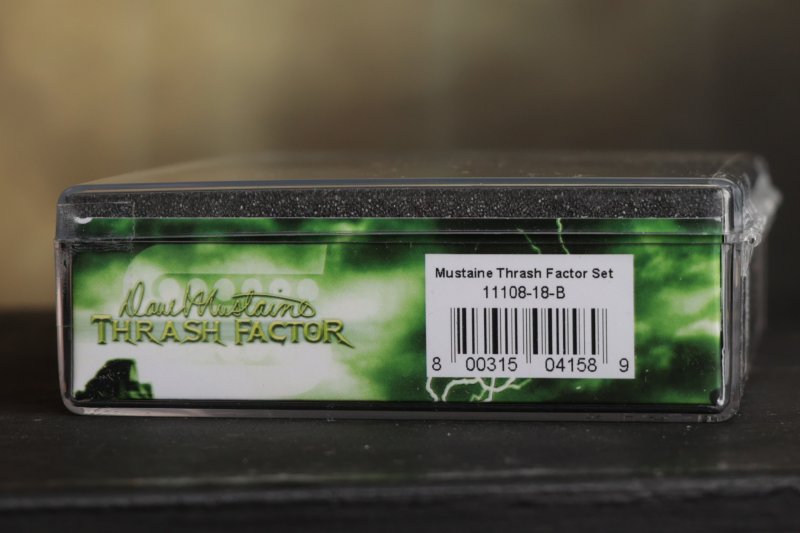 Dave Mustaine
THRASH FACTOR
Mustaine Thrash Factor Set
11108-18-B
8 00315 04158 9